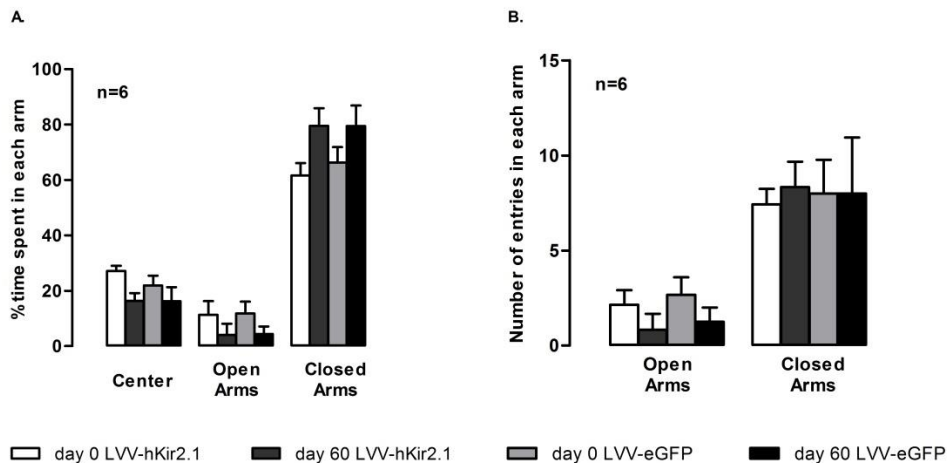 A.
%time spent in each arm
100
80
60
40
20
0
n=6
Center
Open
Arms
Closed
Arms
B.
Number of entries in each arm
15
10
5
0
n=6
Open
Arms
Closed
Arms
day 0 LVV-hKir2.1
day 60 LVV-hKir2.1
day 0 LVV-eGFP
day 60 LVV-eGFP